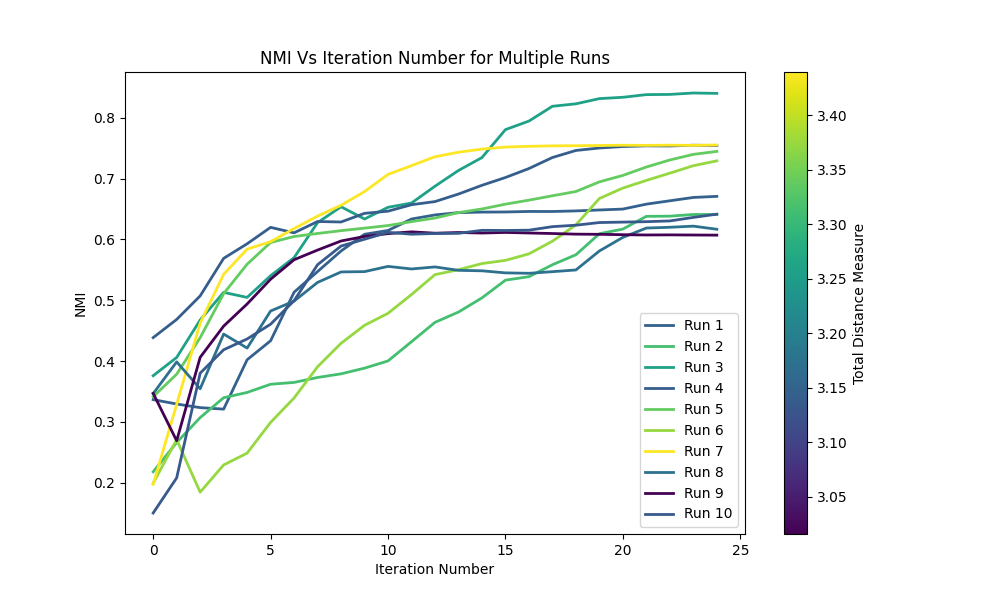 NMI Vs Iteration Number for Multiple Runs
NMI
0.8
0.7
0.6
0.5
0.4
0.3
0.2
0
5
10
15
20
25
Iteration Number
Run 1
Run 2
Run 3
Run 4
Run 5
Run 6
Run 7
Run 8
Run 9
Run 10
3.40
3.35
3.30
3.25
3.20
3.15
3.10
3.05
Total Distance Measure